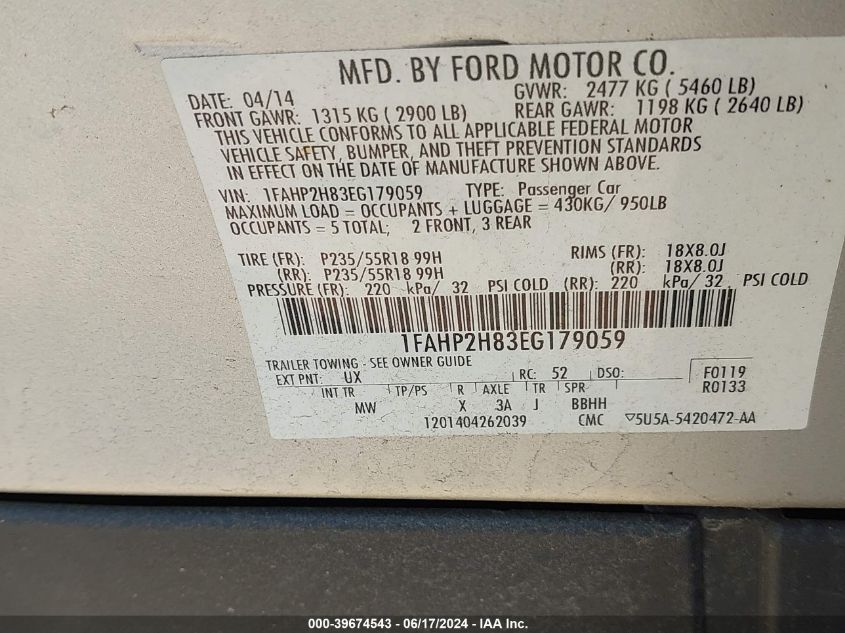 MFD. BY FORD MOTOR CO.
DATE: 04/14 GVWR: 2477 KG ( 5460 LB)
FRONT GAWR: 1315 KG ( 2900 LB) REAR GAWR: 1198 KG ( 2640 LB)
THIS VEHICLE CONFORMS TO ALL APPLICABLE FEDERAL MOTOR
VEHICLE SAFETY, BUMPER, AND THEFT PREVENTION STANDARDS
IN EFFECT ON THE DATE OF MANUFACTURE SHOWN ABOVE.
VIN: 1FAHP2H83EG179059 TYPE: Passenger Car
MAXIMUM LOAD = OCCUPANTS + LUGGAGE = 430KG/ 950LB
OCCUPANTS = 5 TOTAL; 2 FRONT, 3 REAR
TIRE (FR): P235/55R18 99H RIMS (FR): 18X8.0J
(RR): P235/55R18 99H (RR): 18X8.0J
PRESSURE (FR): 220 kPa/ 32 PSI COLD (RR): 220 kPa/ 32 PSI COLD
1FAHP2H83EG179059
TRAILER TOWING - SEE OWNER GUIDE
EXT PNT: UX RC: 52 DSO: F0119
R0133
INT TR TP/PS R AXLE TR SPR
MW X 3A J BBHH
1201404262039 CMC ▽5U5A-5420472-AA
000-39674543 - 06/17/2024 - IAA Inc.